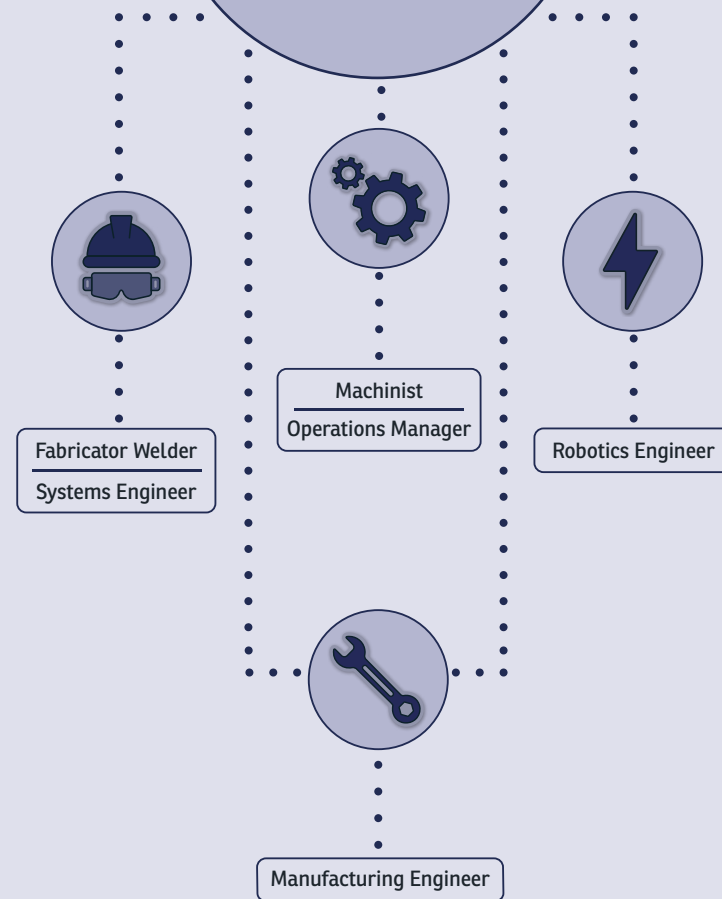 Machinist
Operations Manager
Fabricator Welder
Systems Engineer
Robotics Engineer
Manufacturing Engineer